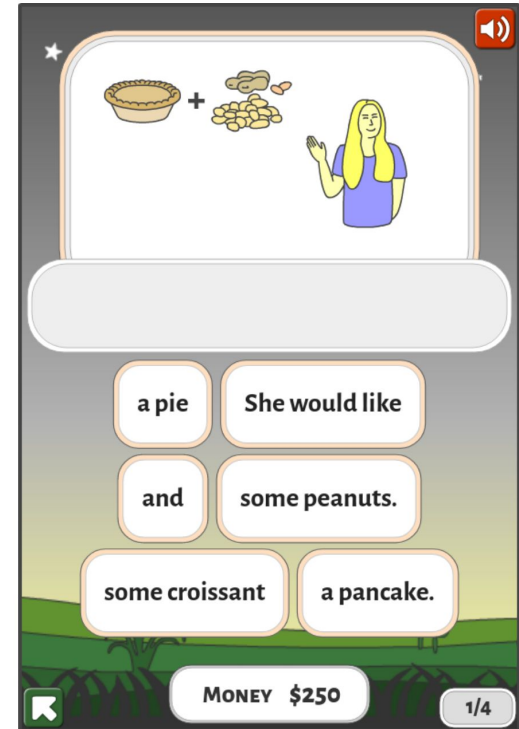 +
a pie She would like
and some peanuts.
some croissant a pancake.
MONEY $250
1/4